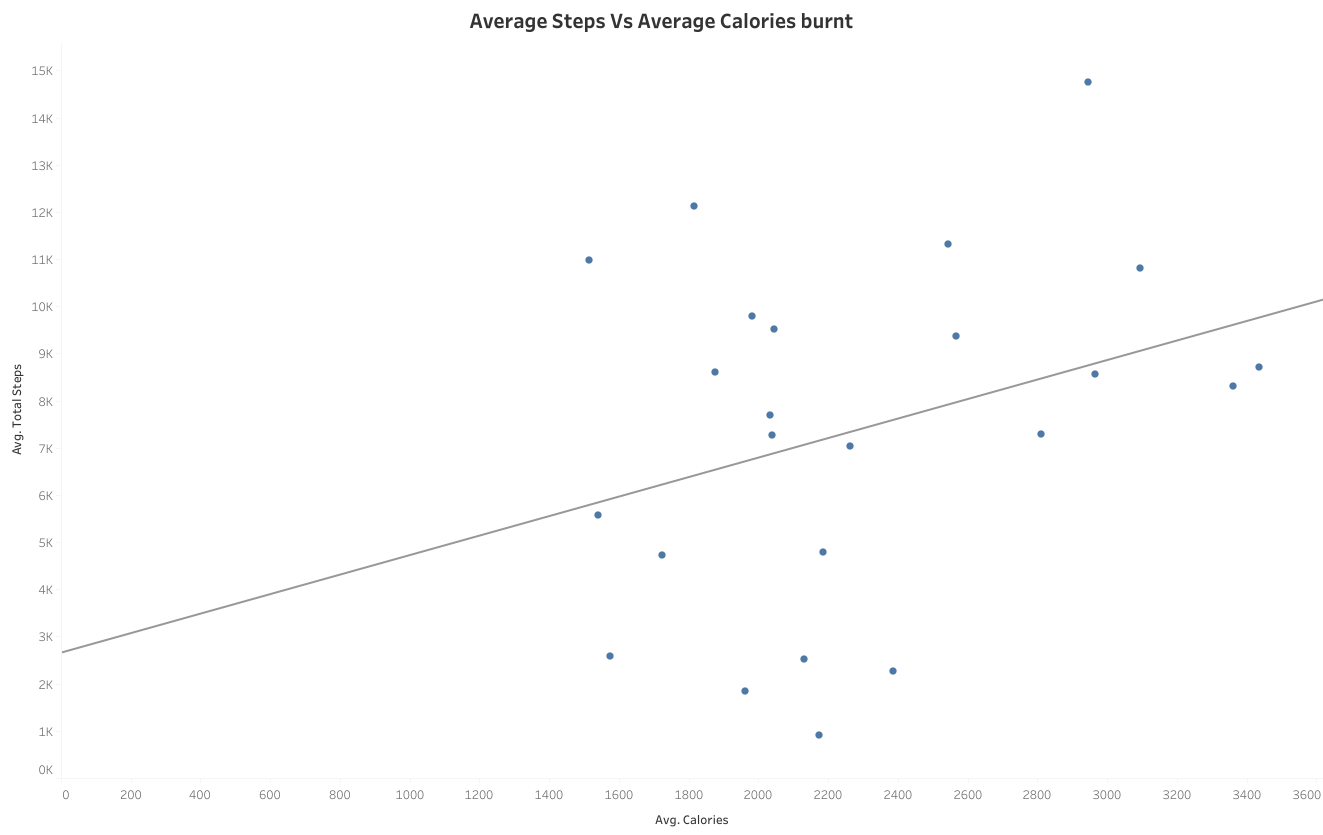 Average Steps Vs Average Calories burnt
15K
14K
13K
12K
11K
10K
9K
8K
7K
6K
5K
4K
3K
2K
1K
0K
Avg. Total Steps
0 200 400 600 800 1000 1200 1400 1600 1800 2000 2200 2400 2600 2800 3000 3200 3400 3600
Avg. Calories